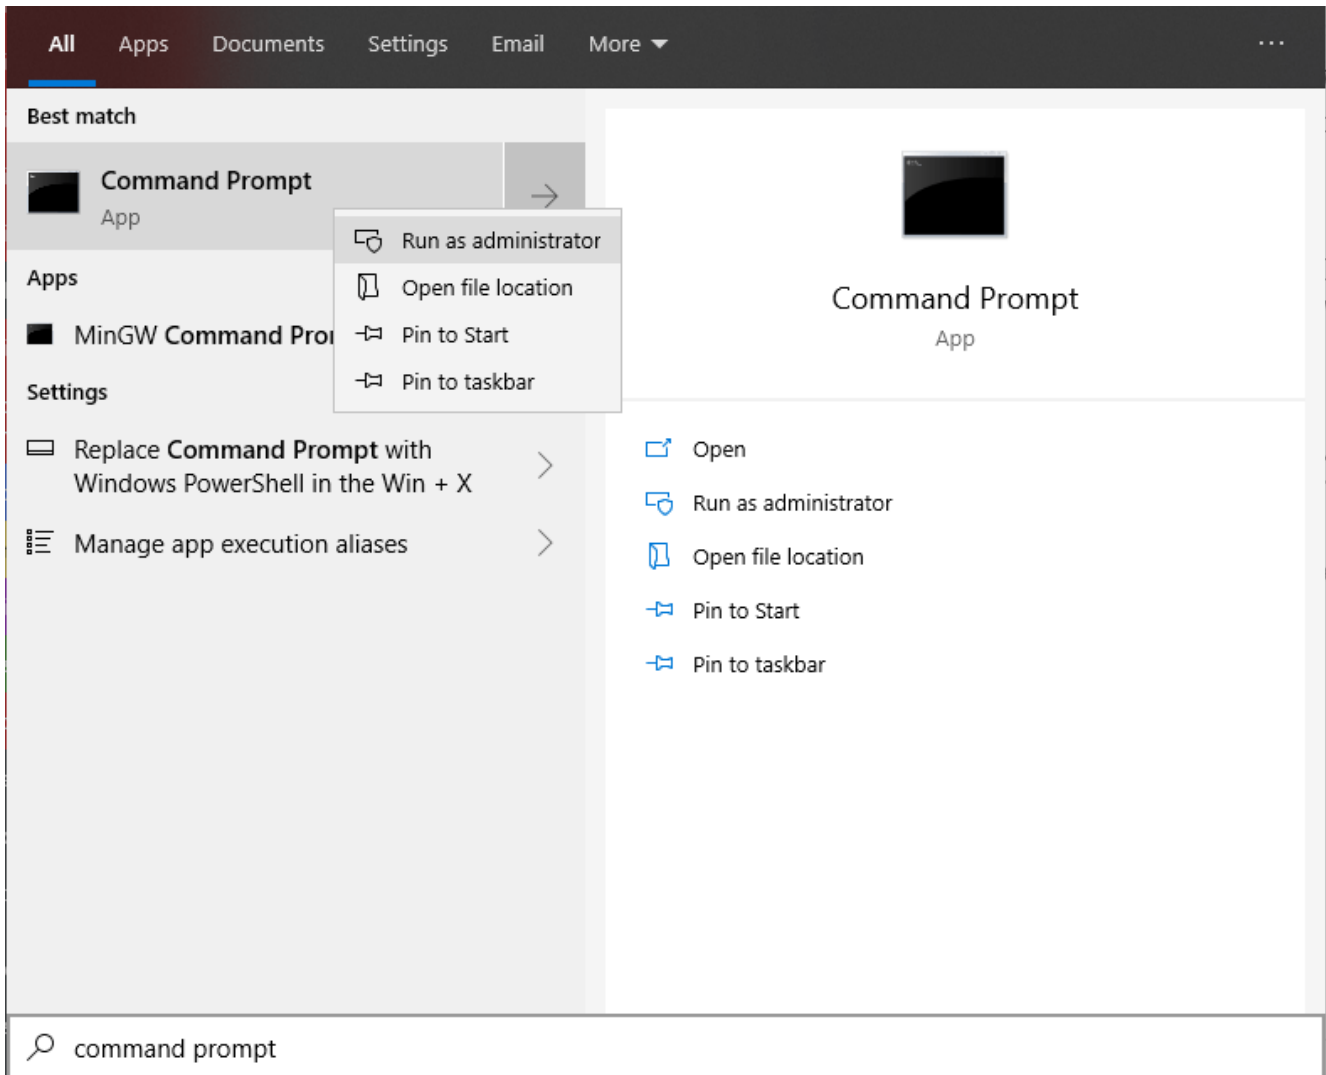 All Apps Documents Settings Email More
Best match
Command Prompt
App
Run as administrator
Open file location
Pin to Start
Pin to taskbar
Apps
MinGW Command
Settings
Replace Command Prompt with
Windows PowerShell in the Win + X
Manage app execution aliases
Command Prompt
App
Open
Run as administrator
Open file location
Pin to Start
Pin to taskbar
command prompt